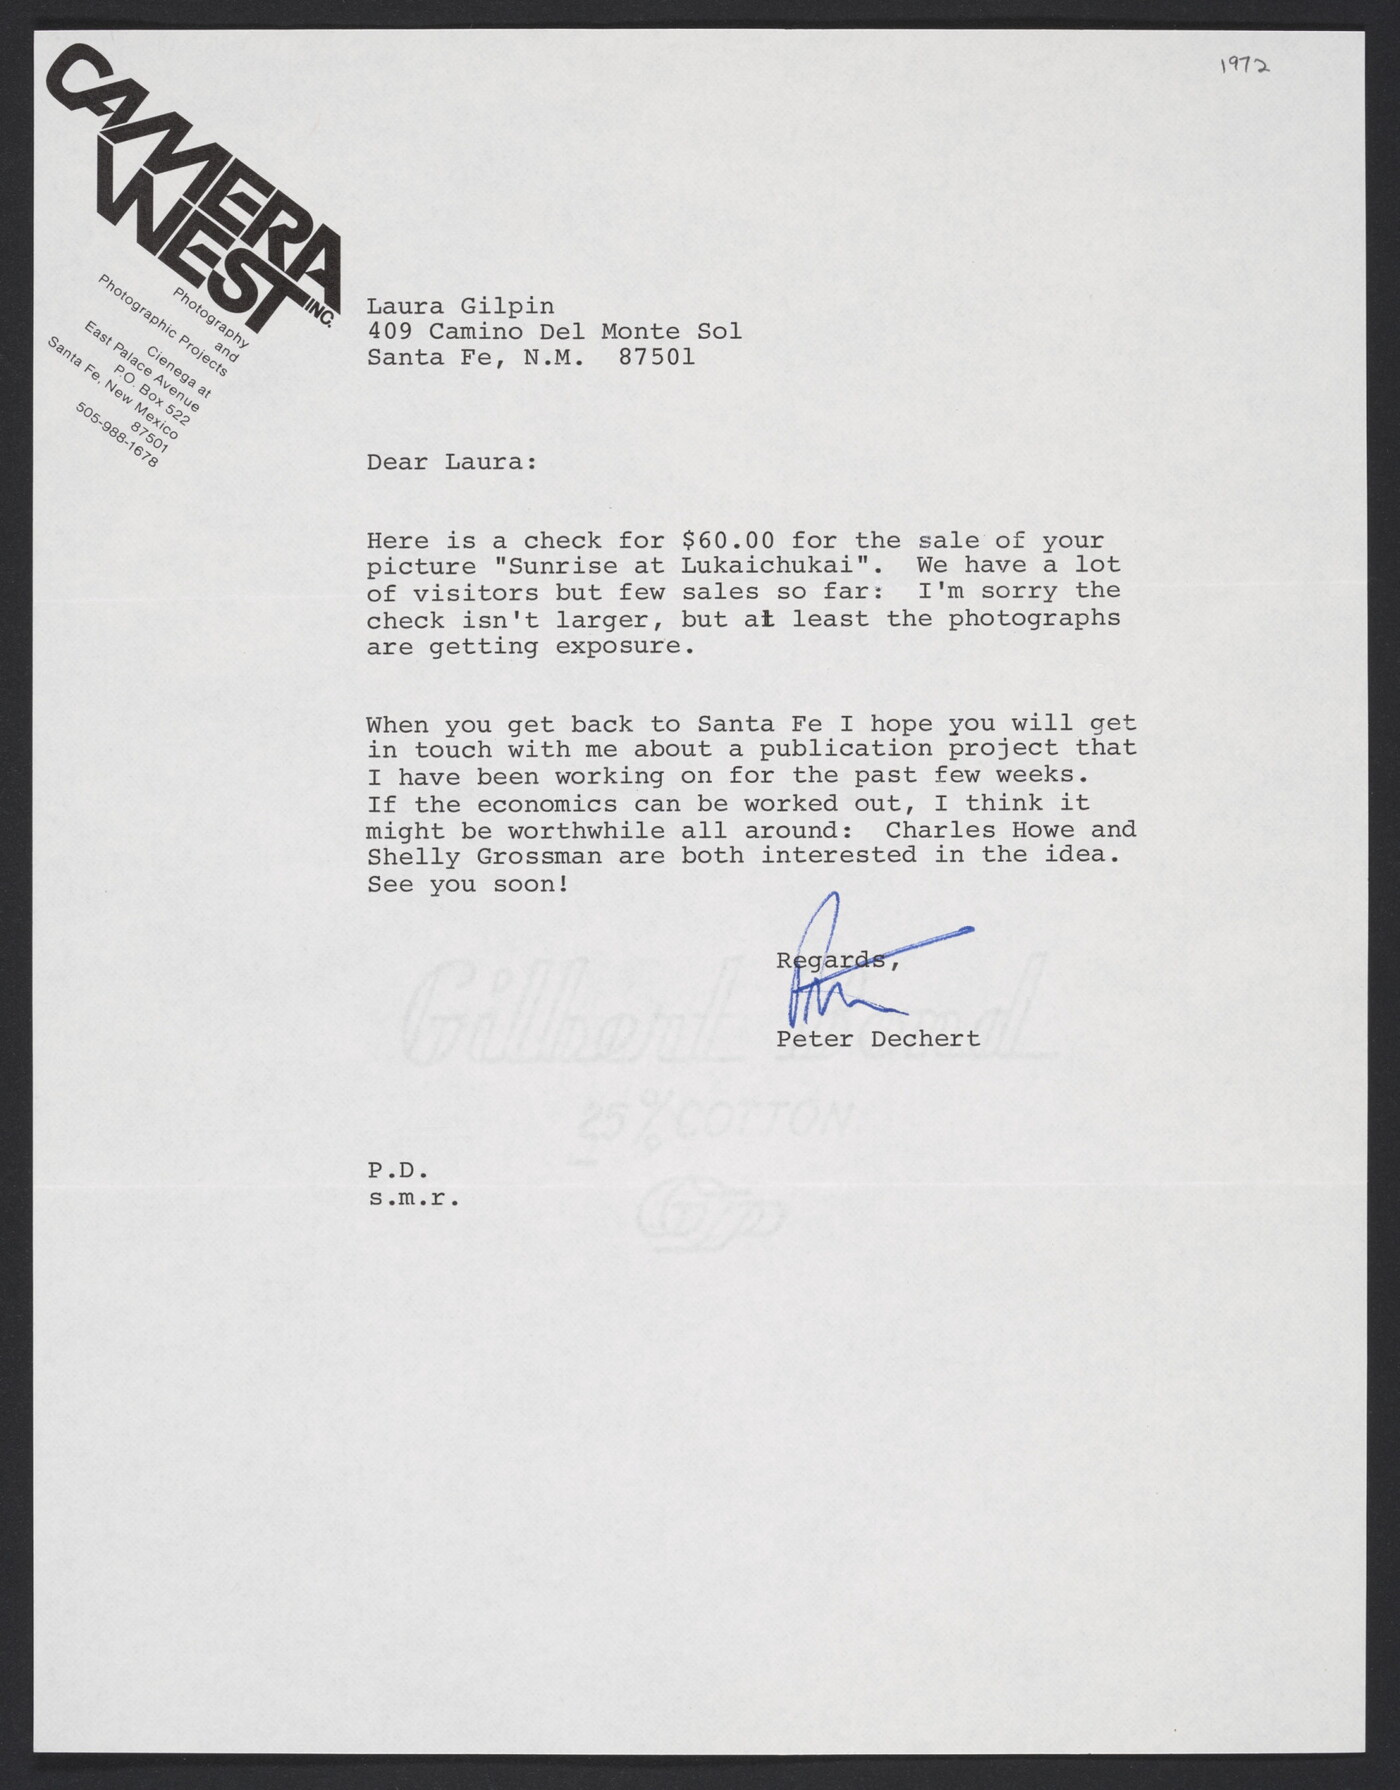 1972
CAMERA
WEST INC.
Photography
and
Photographic Projects
Cienega at
East Palace Avenue
P.O. Box 522
Santa Fe, New Mexico
87501
505-988-1678
Laura Gilpin
409 Camino Del Monte Sol
Santa Fe, N.M.  87501
Dear Laura:
Here is a check for $60.00 for the sale of your
picture "Sunrise at Lukaichukai".  We have a lot
of visitors but few sales so far:  I'm sorry the
check isn't larger, but at least the photographs
are getting exposure.
When you get back to Santa Fe I hope you will get
in touch with me about a publication project that
I have been working on for the past few weeks.
If the economics can be worked out, I think it
might be worthwhile all around:  Charles Howe and
Shelly Grossman are both interested in the idea.
See you soon!
Regards,
Peter Dechert
Gilbert Bond
25% COTTON
P.D.
s.m.r.